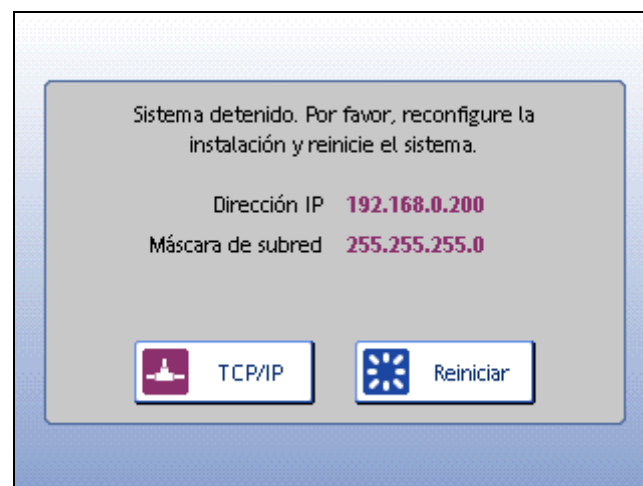 Sistema detenido. Por favor, reconfigure la
instalación y reinicie el sistema.
Dirección IP 192.168.0.200
Máscara de subred 255.255.255.0
TCP/IP Reiniciar